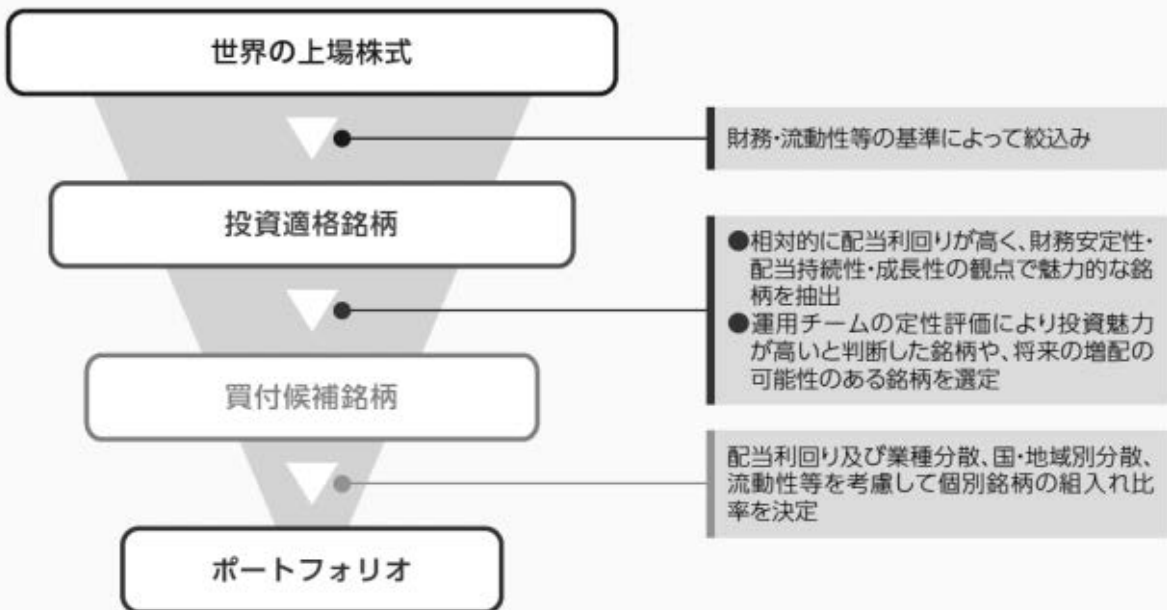 世界の上場株式
財務・流動性等の基準によって絞込み
投資適格銘柄
●相対的に配当利回りが高く、財務安定性・
配当持続性・成長性の観点で魅力的な銘
柄を抽出
●運用チームの定性評価により投資魅力
が高いと判断した銘柄や、将来の増配の
可能性のある銘柄を選定
買付候補銘柄
配当利回り及び業種分散、国・地域別分散、
流動性等を考慮して個別銘柄の組入れ比
率を決定
ポートフォリオ